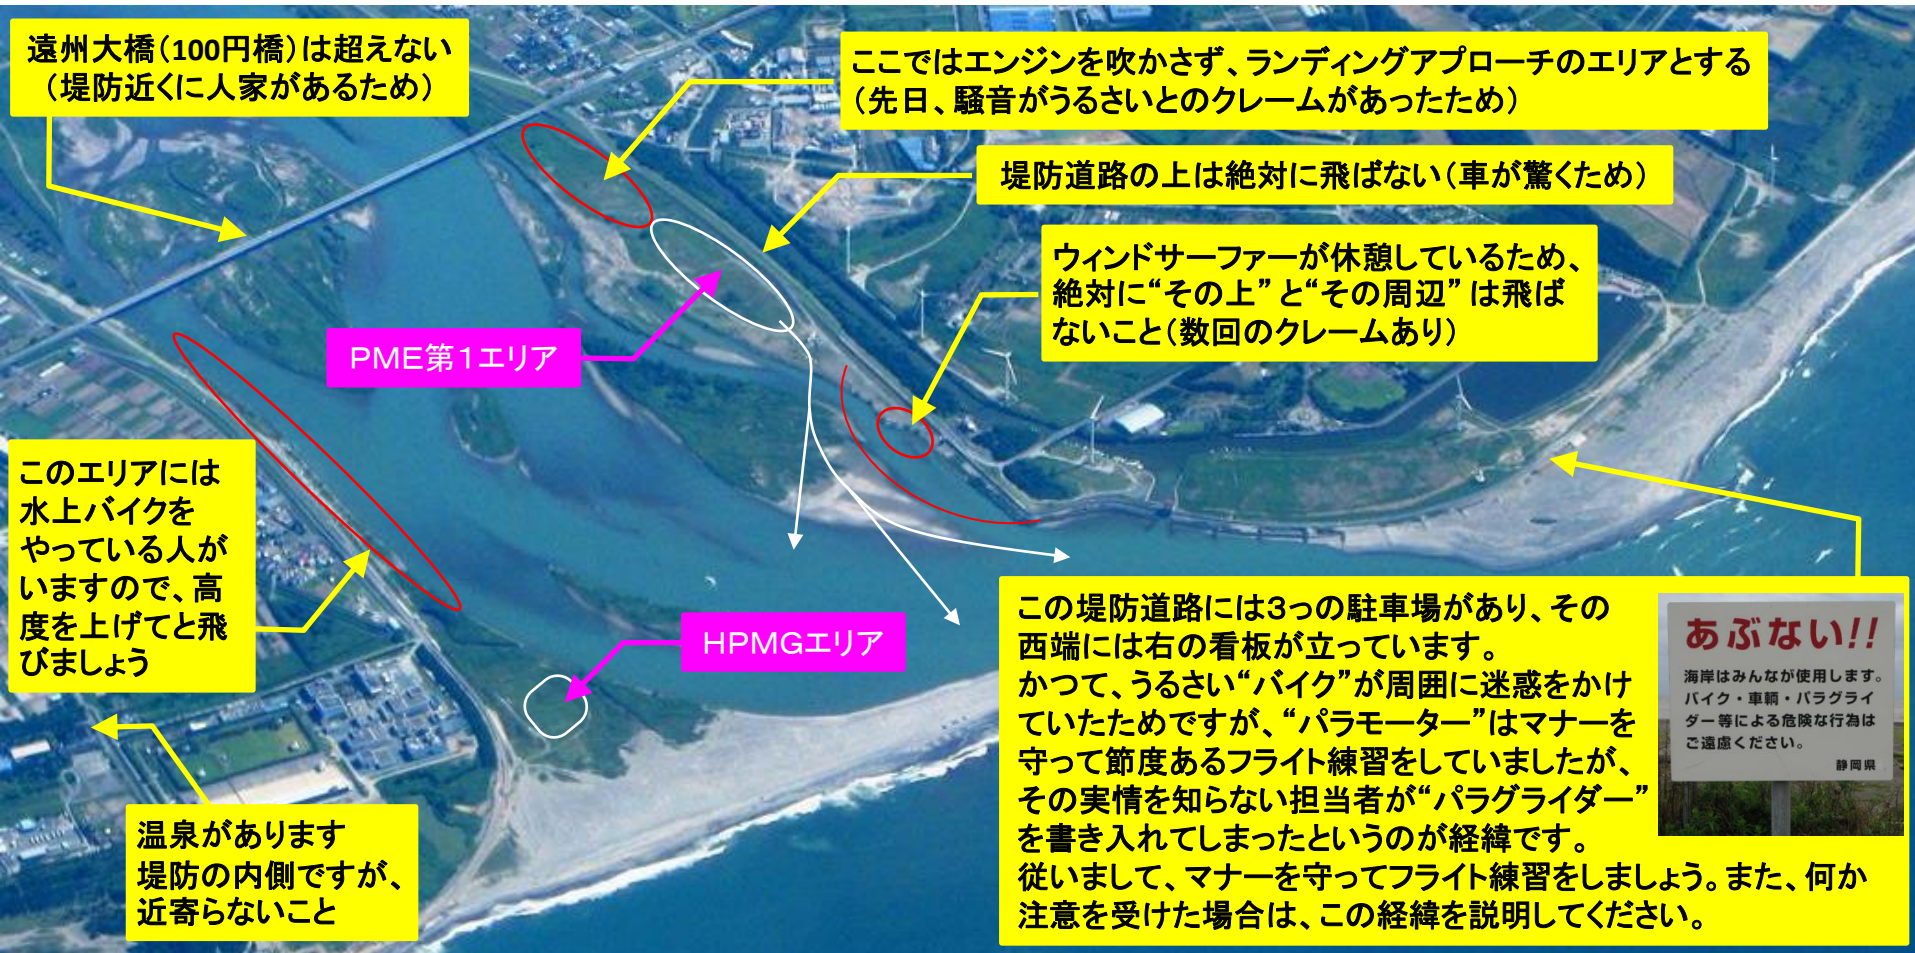 遠州大橋（100円橋）は超えない
（堤防近くに人家があるため）
ここではエンジンを吹かさず、ランディングアプローチのエリアとする
（先日、騒音がうるさいとのクレームがあったため）
堤防道路の上は絶対に飛ばない（車が驚くため）
ウィンドサーファーが休憩しているため、
絶対に“その上”と“その周辺”は飛ば
ないこと（数回のクレームあり）
PME第1エリア
このエリアには
水上バイクを
やっている人が
いますので、高
度を上げてと飛
びましょう
HPMGエリア
温泉があります
堤防の内側ですが、
近寄らないこと
この堤防道路には3っの駐車場があり、その
西端には右の看板が立っています。
かつて、うるさい“バイク”が周囲に迷惑をかけ
ていたためですが、“パラモーター”はマナーを
守って節度あるフライト練習をしていましたが、
その実情を知らない担当者が“パラグライダー”
を書き入れてしまったというのが経緯です。
従いまして、マナーを守ってフライト練習をしましょう。また、何か
注意を受けた場合は、この経緯を説明してください。
あぶない!!
海岸はみんなが使用します。
バイク・車輌・パラグライ
ダー等による危険な行為は
ご遠慮ください。
静岡県